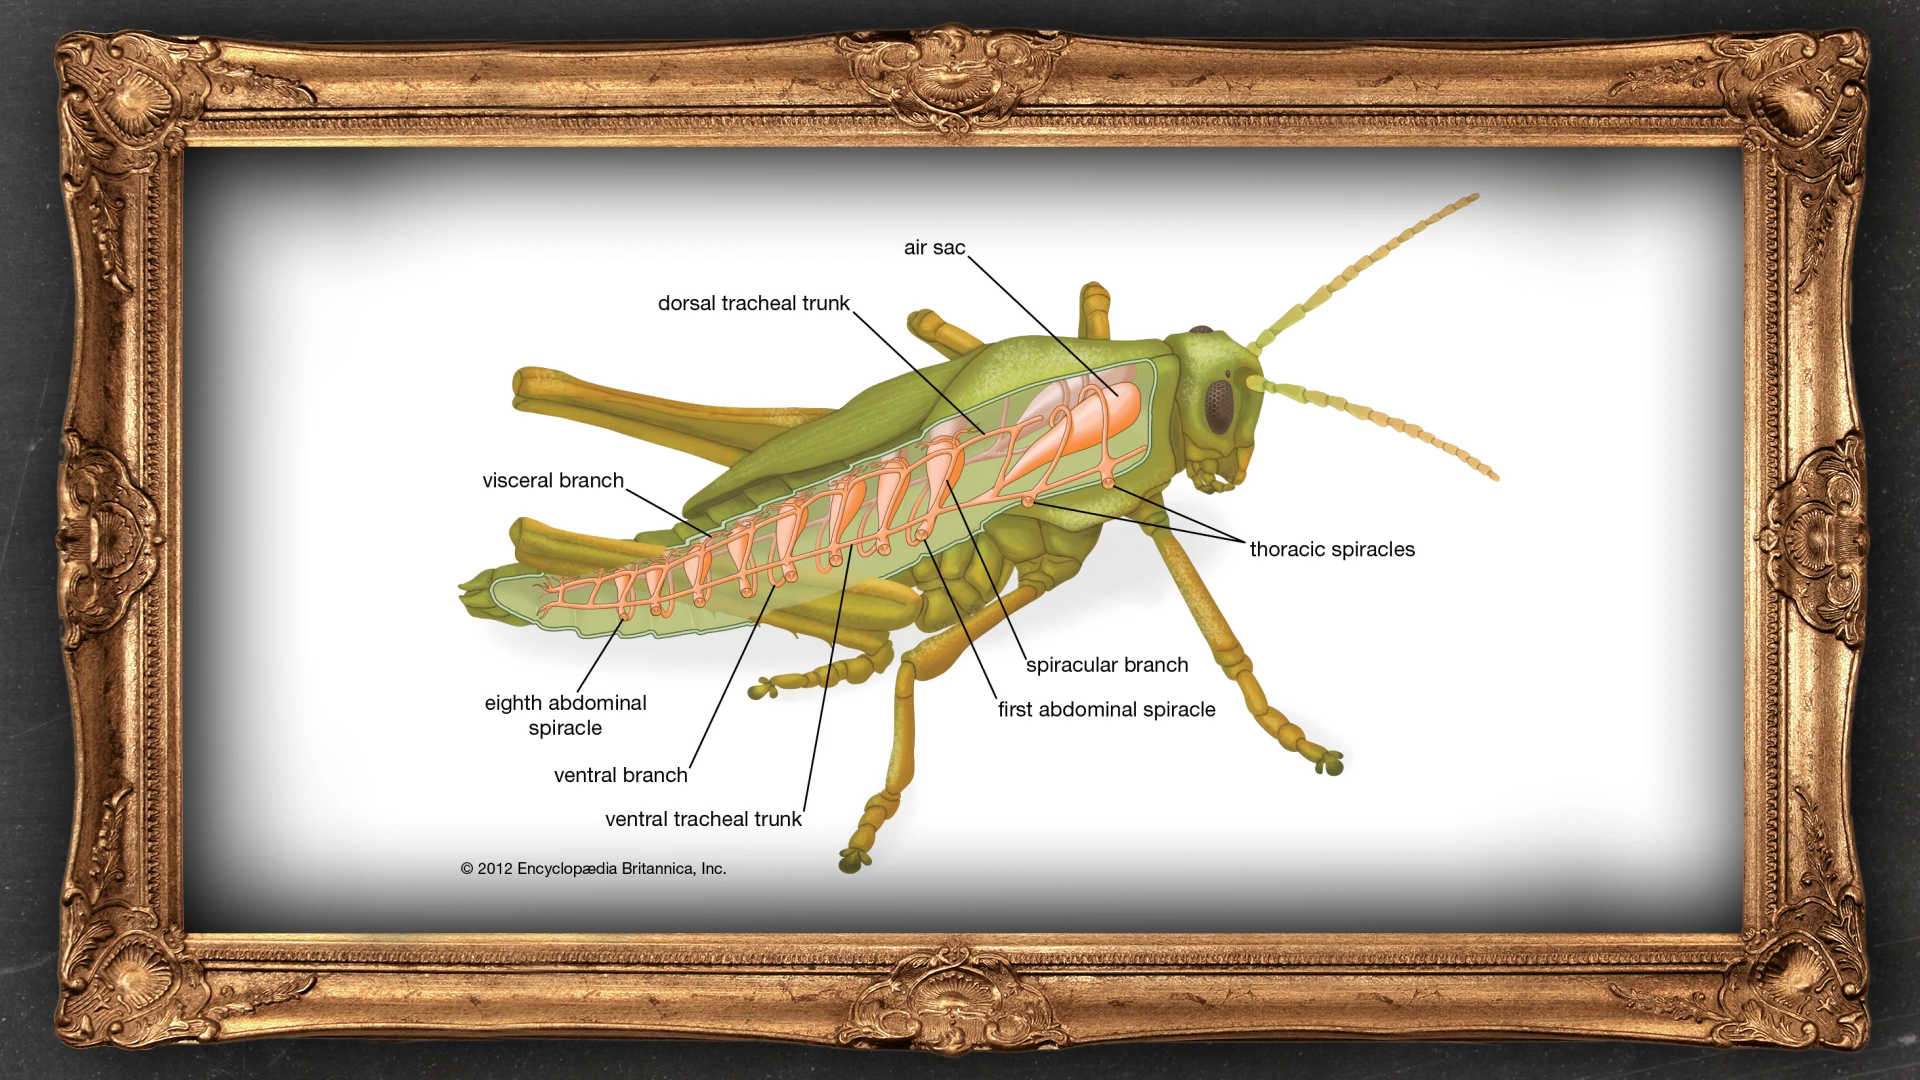 air sac
dorsal tracheal trunk
visceral branch
thoracic spiracles
spiracular branch
eighth abdominal
spiracle
first abdominal spiracle
ventral branch
ventral tracheal trunk
© 2012 Encyclopædia Britannica, Inc.